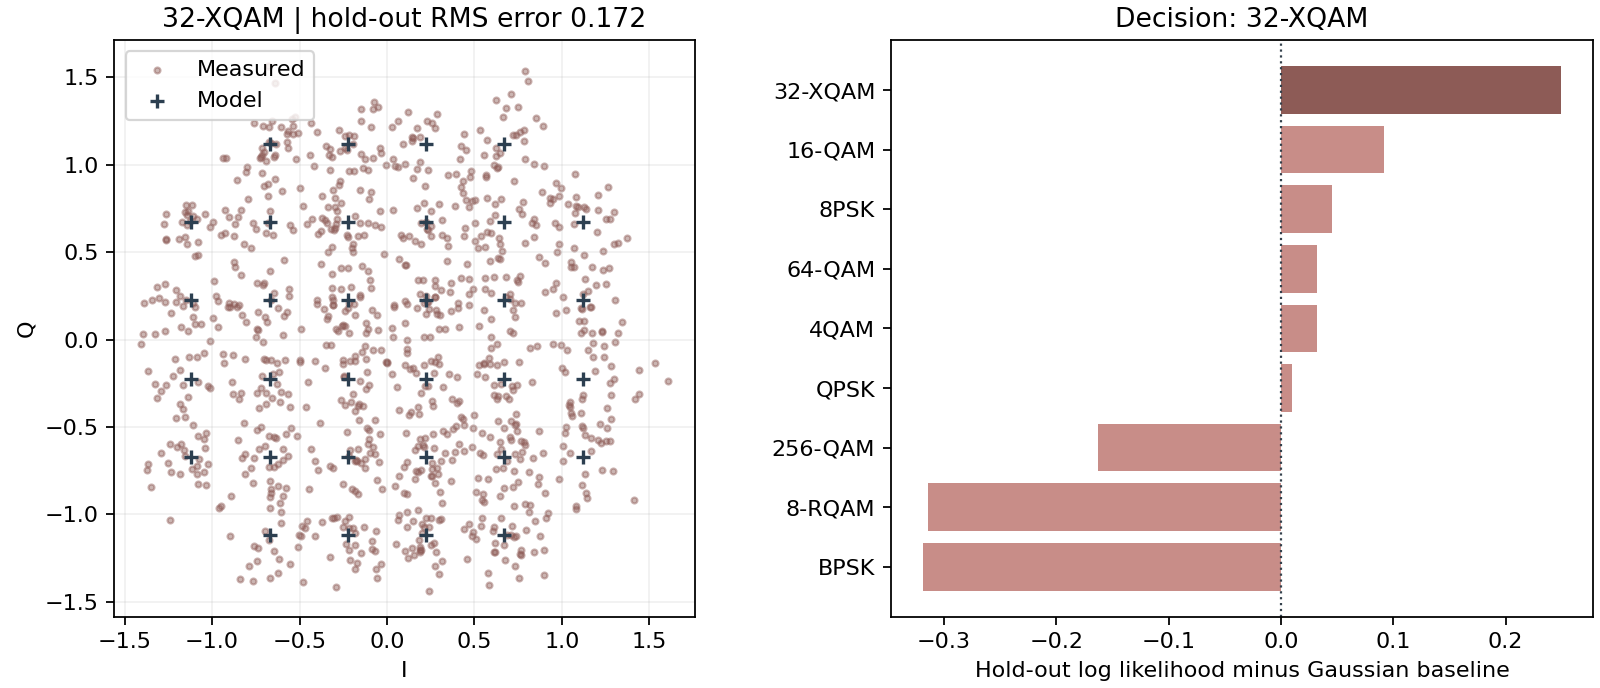 32-XQAM | hold-out RMS error 0.172
Measured
Model
1.5
1.0
0.5
0.0
−0.5
−1.0
−1.5
Q
−1.5
−1.0
−0.5
0.0
0.5
1.0
1.5
I
Decision: 32-XQAM
32-XQAM
16-QAM
8PSK
64-QAM
4QAM
QPSK
256-QAM
8-RQAM
BPSK
−0.3
−0.2
−0.1
0.0
0.1
0.2
Hold-out log likelihood minus Gaussian baseline